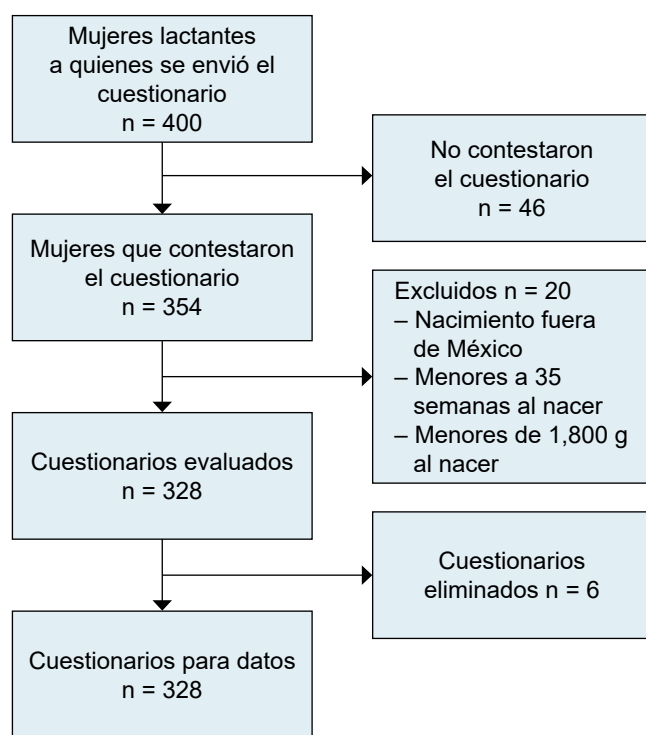 Mujeres lactantes
a quienes se envió el
cuestionario
n = 400
No contestaron
el cuestionario
n = 46
Mujeres que contestaron
el cuestionario
n = 354
Excluidos n = 20
– Nacimiento fuera
de México
– Menores a 35
semanas al nacer
– Menores de 1,800 g
al nacer
Cuestionarios evaluados
n = 328
Cuestionarios
eliminados n = 6
Cuestionarios para datos
n = 328